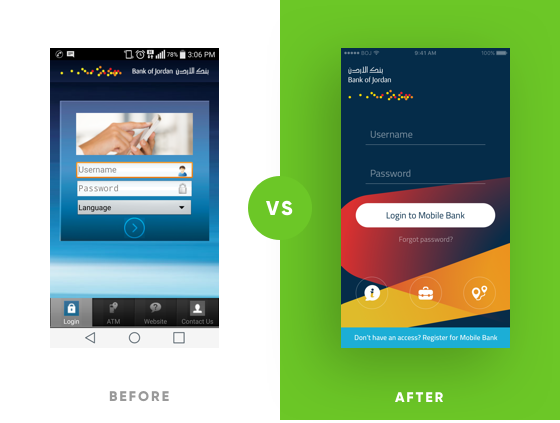 78% 3:06 PM
Bank of Jordan بنك الأردن
Username
Password
Language
Login
ATM
Website
Contact Us
BEFORE
VS
BOJ
9:41 AM
100%
بنك الأردن
Bank of Jordan
Username
Password
Login to Mobile Bank
Forgot password?
Don't have an access? Register for Mobile Bank
AFTER